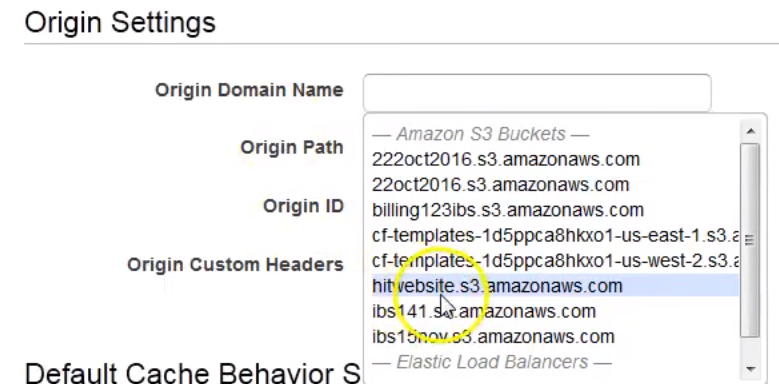 Origin Settings
Origin Domain Name
— Amazon S3 Buckets —
222oct2016.s3.amazonaws.com
Origin Path
22oct2016.s3.amazonaws.com
Origin ID
billing123ibs.s3.amazonaws.com
cf-templates-1d5ppca8hkxo1-us-east-1.s3.a
Origin Custom Headers
cf-templates-1d5ppca8hkxo1-us-west-2.s3.a
hitwebsite.s3.amazonaws.com
ibs141.s3.amazonaws.com
ibs15nov.s3.amazonaws.com
— Elastic Load Balancers —
Default Cache Behavior S